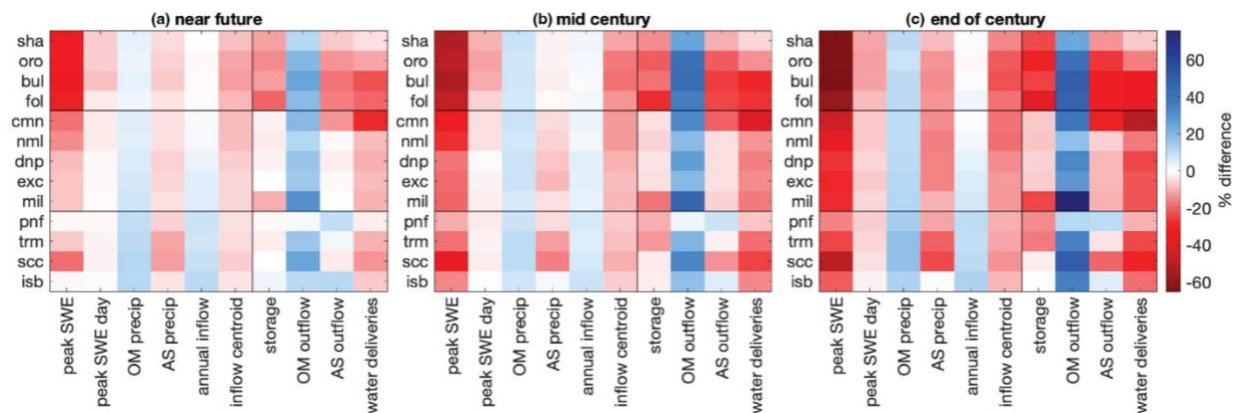 (a) near future
sha
oro
bul
fol
cmn
nml
dnp
exc
mil
pnf
trm
scc
isb
peak SWE
peak SWE day
OM precip
AS precip
annual inflow
inflow centroid
storage
OM outflow
AS outflow
water deliveries
(b) mid century
sha
oro
bul
fol
cmn
nml
dnp
exc
mil
pnf
trm
scc
isb
peak SWE
peak SWE day
OM precip
AS precip
annual inflow
inflow centroid
storage
OM outflow
AS outflow
water deliveries
(c) end of century
sha
oro
bul
fol
cmn
nml
dnp
exc
mil
pnf
trm
scc
isb
peak SWE
peak SWE day
OM precip
AS precip
annual inflow
inflow centroid
storage
OM outflow
AS outflow
water deliveries
60
40
20
0
-20
-40
-60
% difference